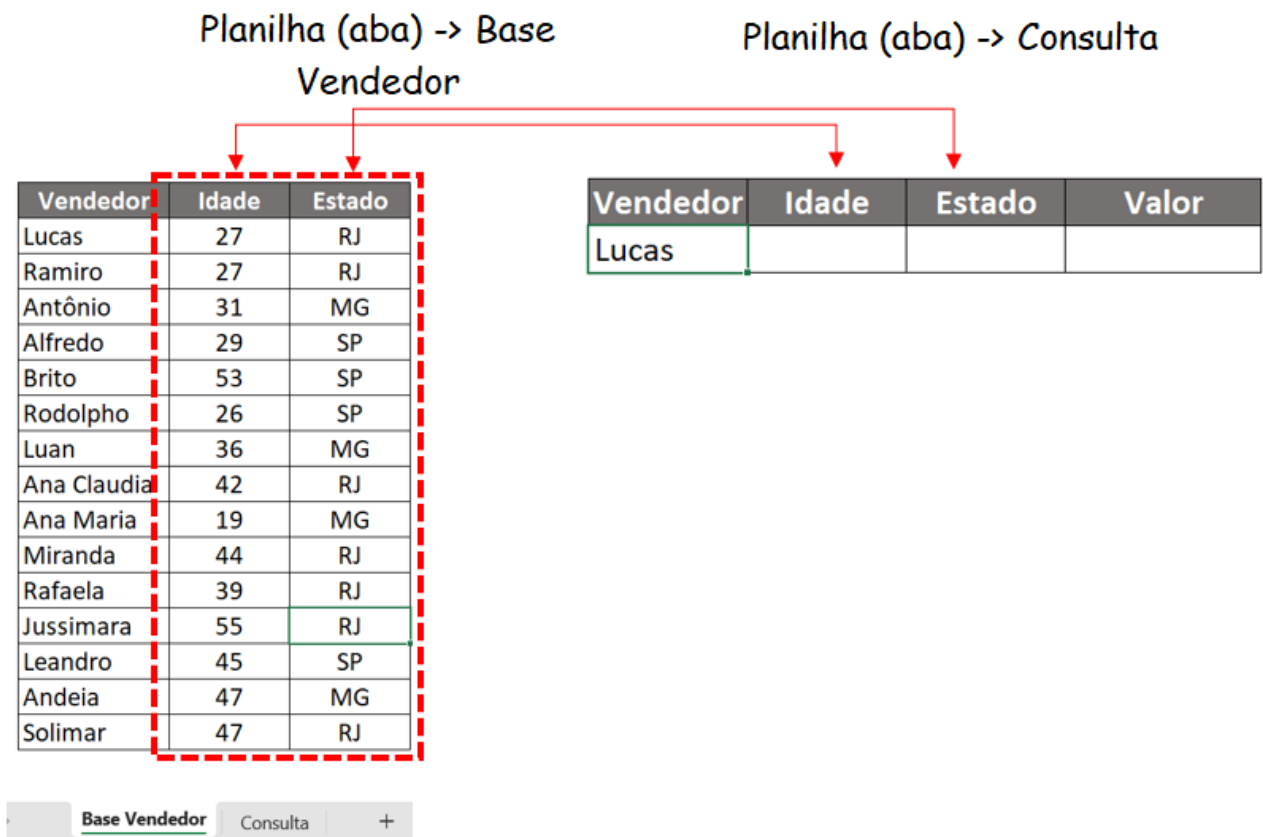 Planilha (aba) -> Base
Vendedor
Planilha (aba) -> Consulta
Vendedor Idade Estado
Lucas 27 RJ
Ramiro 27 RJ
Antônio 31 MG
Alfredo 29 SP
Brito 53 SP
Rodolpho 26 SP
Luan 36 MG
Ana Claudia 42 RJ
Ana Maria 19 MG
Miranda 44 RJ
Rafaela 39 RJ
Jussimara 55 RJ
Leandro 45 SP
Andeia 47 MG
Solimar 47 RJ
Vendedor Idade Estado Valor
Lucas
Base Vendedor Consulta +